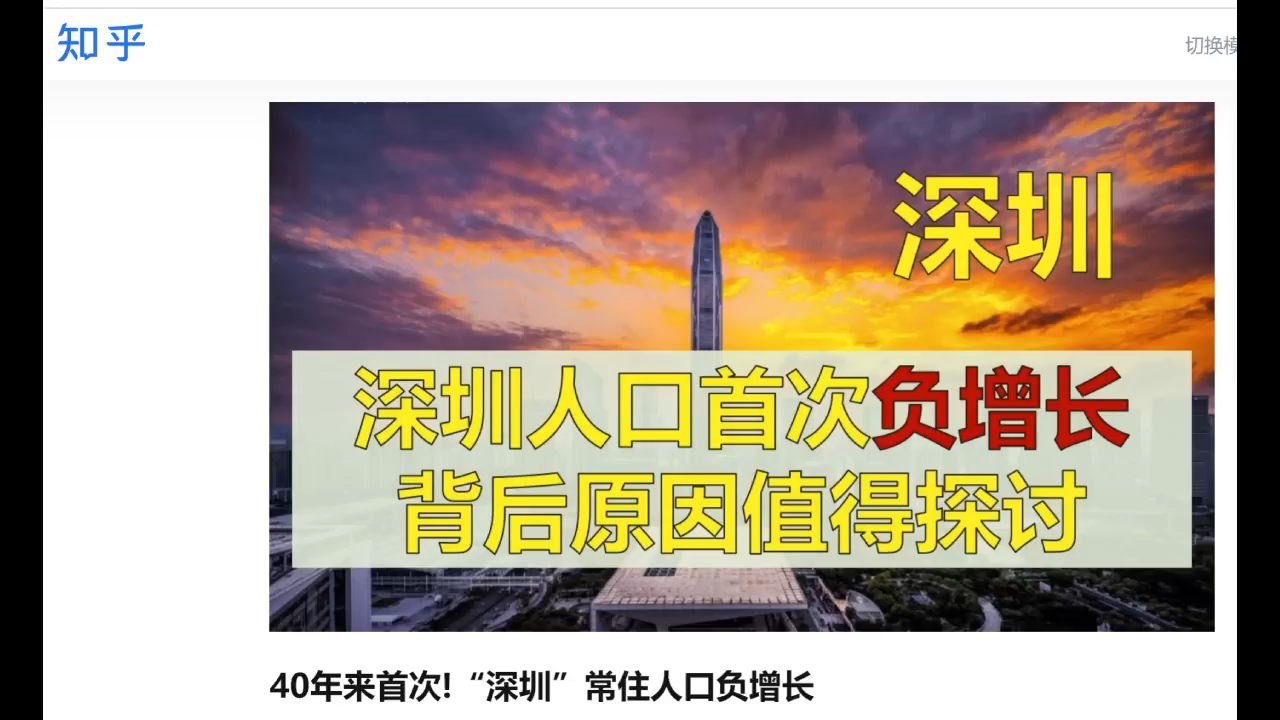 知乎
切换模
深圳
深圳人口首次负增长
背后原因值得探讨
40年来首次!“深圳”常住人口负增长